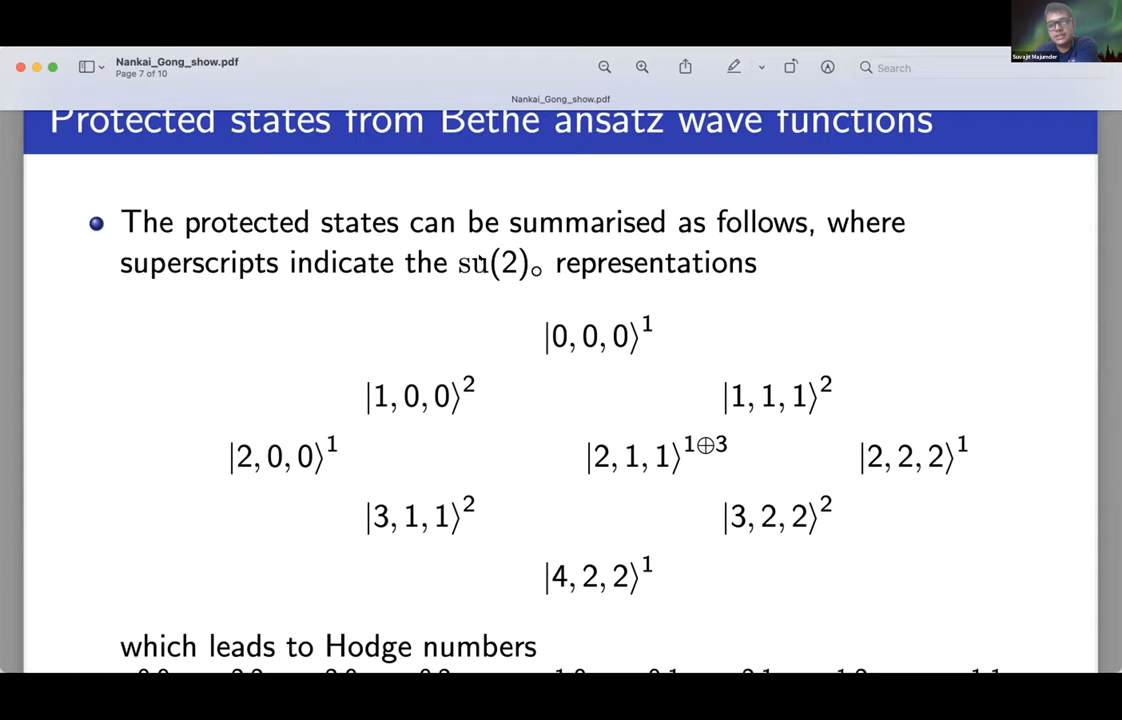 Suvajit Majumder
Nankai_Gong_show.pdf
Page 7 of 10
Search
Nankai_Gong_show.pdf
Protected states from Bethe ansatz wave functions
The protected states can be summarised as follows, where
superscripts indicate the su(2)∘ representations
|0, 0, 0⟩¹
|1, 0, 0⟩² |1, 1, 1⟩²
|2, 0, 0⟩¹ |2, 1, 1⟩¹⊕³ |2, 2, 2⟩¹
|3, 1, 1⟩² |3, 2, 2⟩²
|4, 2, 2⟩¹
which leads to Hodge numbers